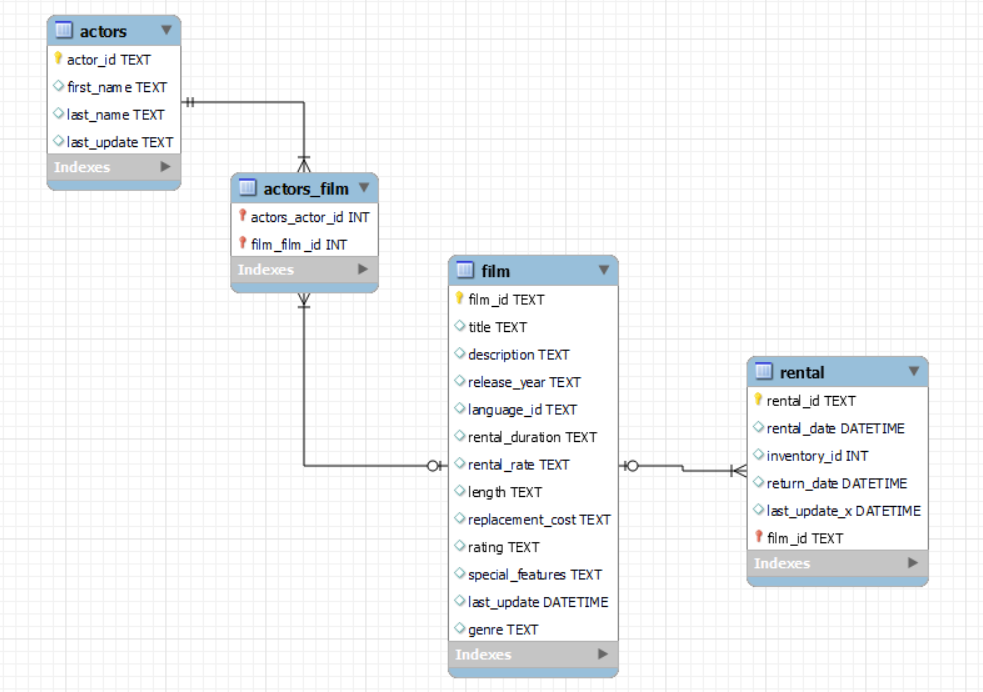 actors
actor_id TEXT
first_name TEXT
last_name TEXT
last_update TEXT
Indexes
actors_film
actors_actor_id INT
film_film_id INT
Indexes
film
film_id TEXT
title TEXT
description TEXT
release_year TEXT
language_id TEXT
rental_duration TEXT
rental_rate TEXT
length TEXT
replacement_cost TEXT
rating TEXT
special_features TEXT
last_update DATETIME
genre TEXT
Indexes
rental
rental_id TEXT
rental_date DATETIME
inventory_id INT
return_date DATETIME
last_update_x DATETIME
film_id TEXT
Indexes